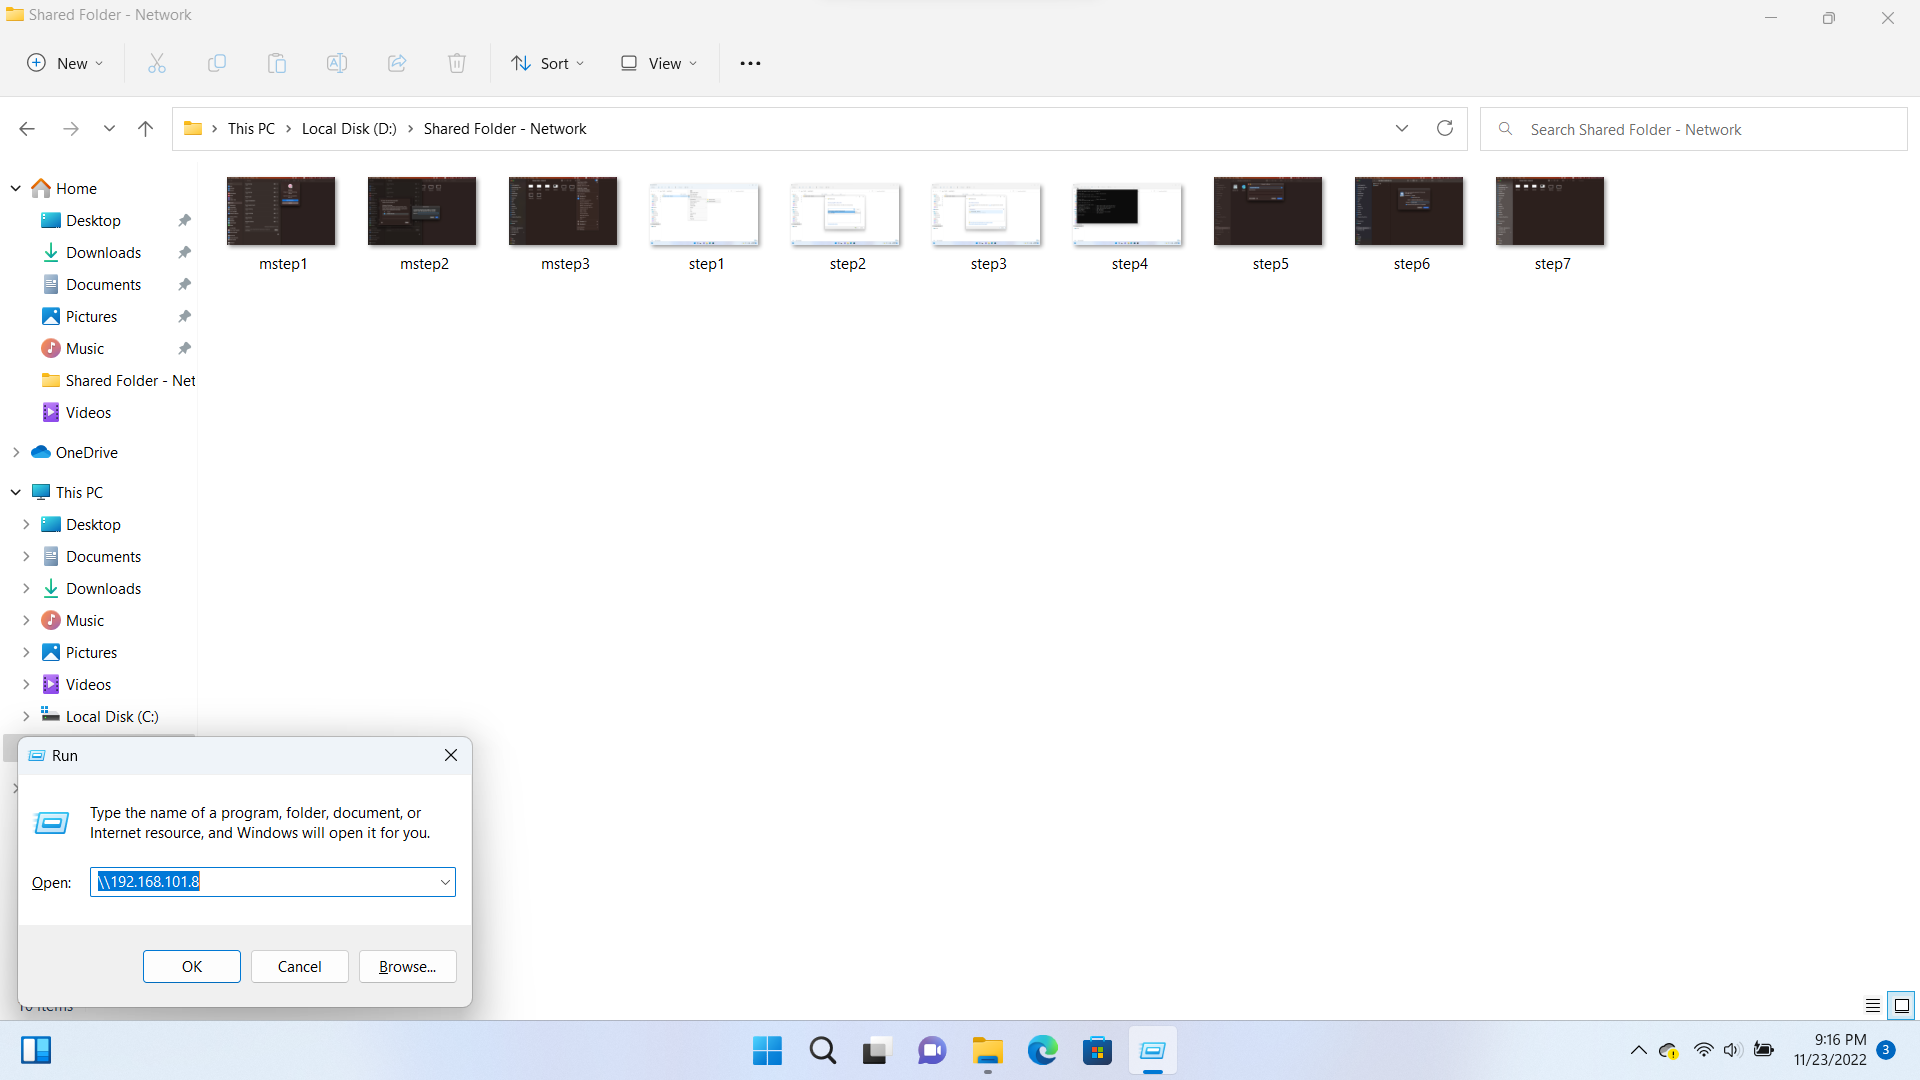 Shared Folder - Network
New
Sort
View
This PC
Local Disk (D:)
Shared Folder - Network
Search Shared Folder - Network
Home
Desktop
Downloads
Documents
Pictures
Music
Shared Folder - Net
Videos
OneDrive
This PC
Desktop
Documents
Downloads
Music
Pictures
Videos
Local Disk (C:)
mstep1
mstep2
mstep3
step1
step2
step3
step4
step5
step6
step7
Run
Type the name of a program, folder, document, or
Internet resource, and Windows will open it for you.
Open:
\\192.168.101.8
OK
Cancel
Browse...
10 items
9:16 PM
11/23/2022
3